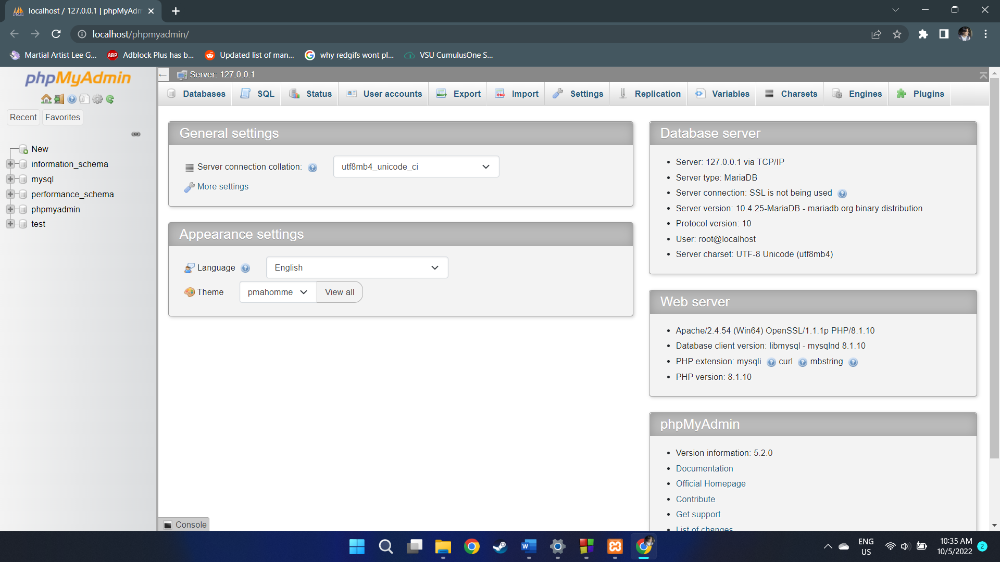 localhost / 127.0.0.1 | phpMyAdm
localhost/phpmyadmin/
Martial Artist Lee G...
ABP
Adblock Plus has b...
Updated list of man...
why redgifs wont pl...
VSU CumulusOne S...
phpMyAdmin
Recent
Favorites
New
information_schema
mysql
performance_schema
phpmyadmin
test
Server: 127.0.0.1
Databases
SQL
Status
User accounts
Export
Import
Settings
Replication
Variables
Charsets
Engines
Plugins
General settings
Server connection collation:
utf8mb4_unicode_ci
More settings
Appearance settings
Language
English
Theme
pmahomme
View all
Database server
Server: 127.0.0.1 via TCP/IP
Server type: MariaDB
Server connection: SSL is not being used
Server version: 10.4.25-MariaDB - mariadb.org binary distribution
Protocol version: 10
User: root@localhost
Server charset: UTF-8 Unicode (utf8mb4)
Web server
Apache/2.4.54 (Win64) OpenSSL/1.1.1p PHP/8.1.10
Database client version: libmysql - mysqlnd 8.1.10
PHP extension: mysqli curl mbstring
PHP version: 8.1.10
phpMyAdmin
Version information: 5.2.0
Documentation
Official Homepage
Contribute
Get support
List of changes
Console
ENG
US
10:35 AM
10/5/2022
2